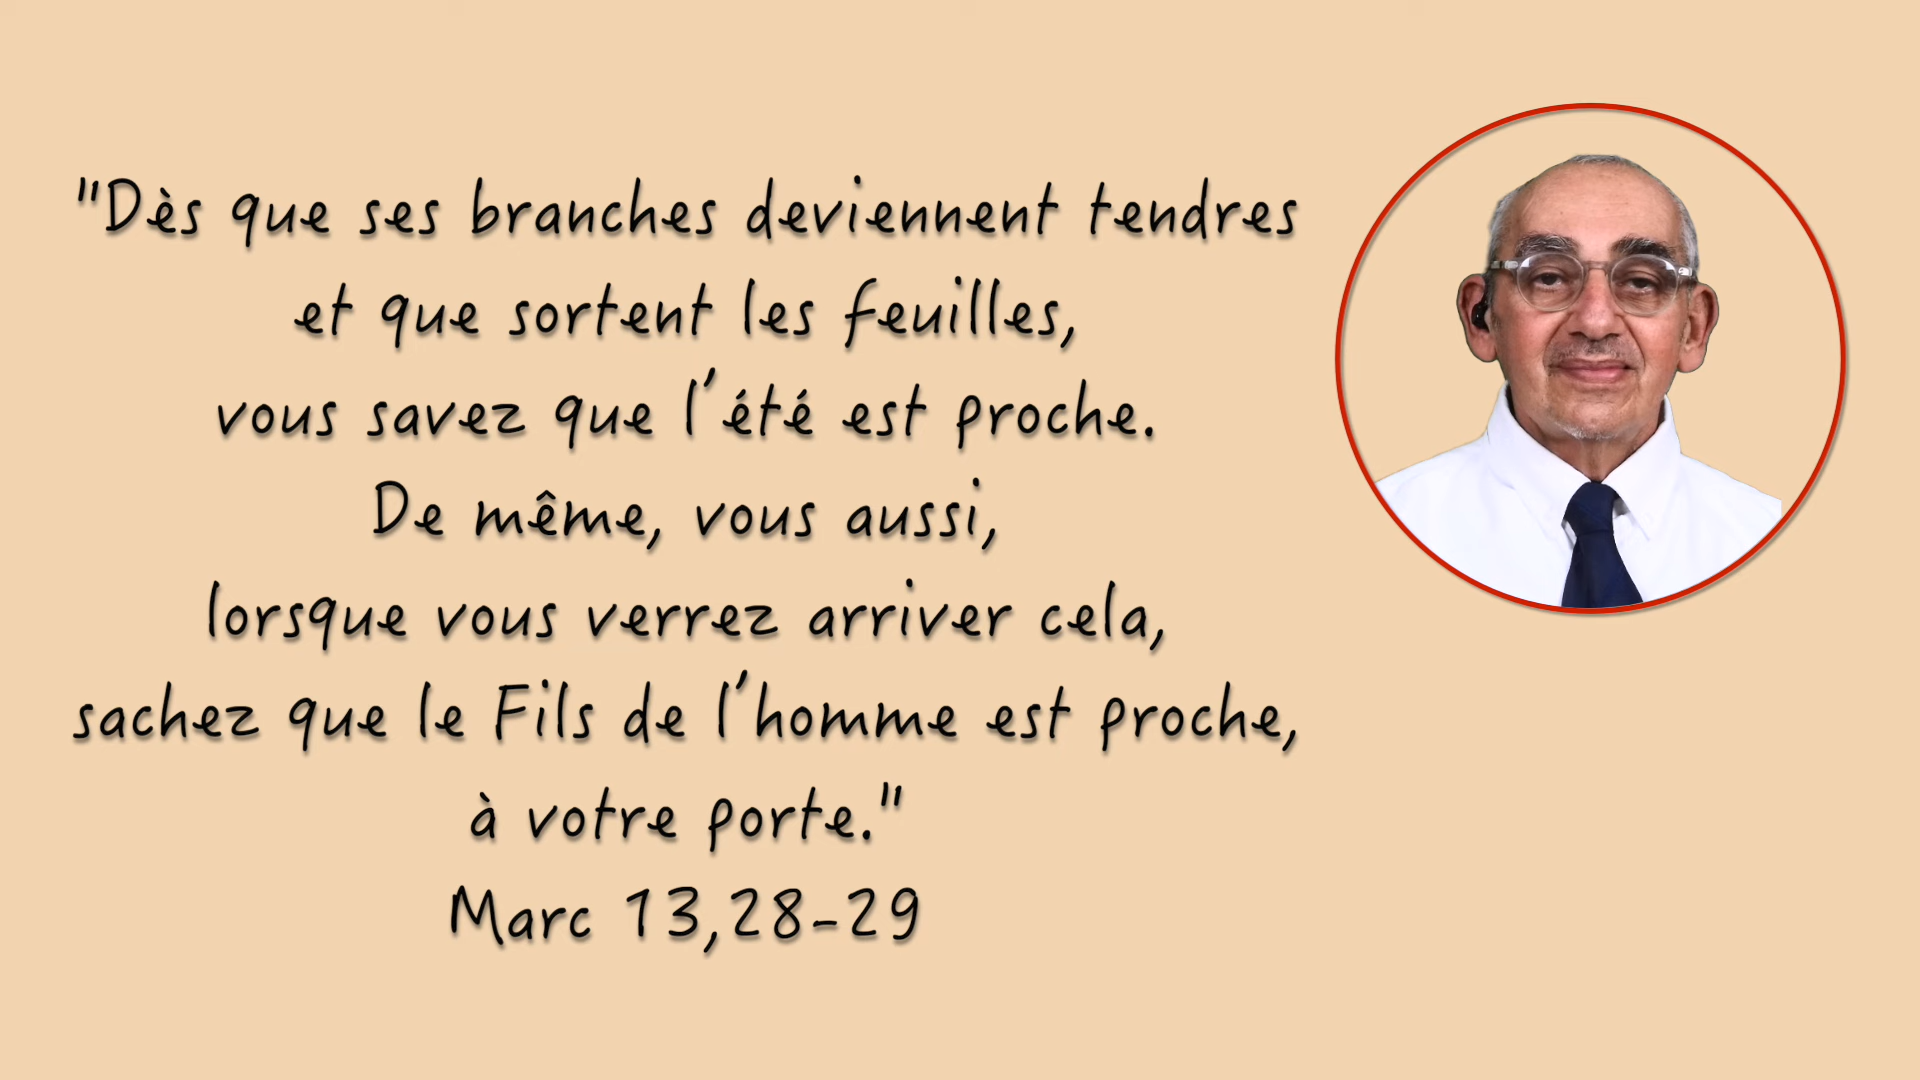 "Dès que ses branches deviennent tendres
et que sortent les feuilles,
vous savez que l'été est proche.
De même, vous aussi,
lorsque vous verrez arriver cela,
sachez que le Fils de l'homme est proche,
à votre porte."
Marc 13,28-29